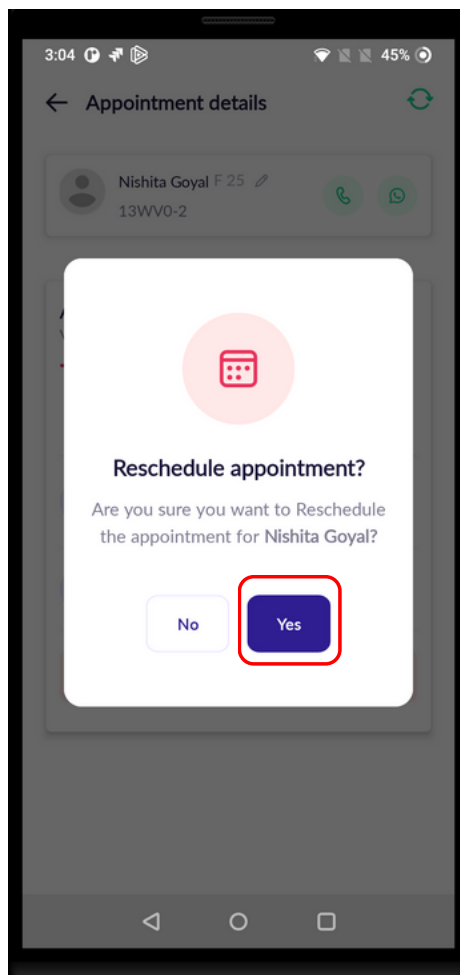 3:04 45%
Appointment details
Nishita Goyal F 25
13WV0-2
Reschedule appointment?
Are you sure you want to Reschedule
the appointment for Nishita Goyal?
No Yes